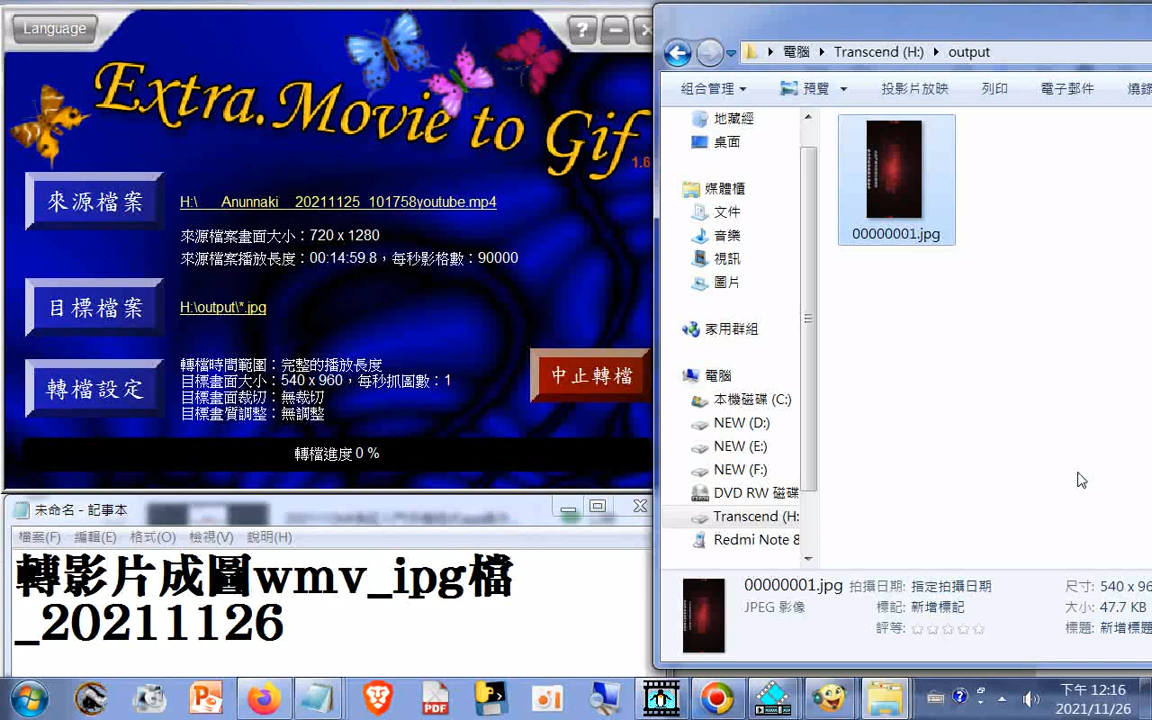 Language
?
Extra.Movie to Gif
1.6
來源檔案
H:\ Anunnaki 20211125 101758youtube.mp4
來源檔案畫面大小：720 x 1280
來源檔案播放長度：00:14:59.8，每秒影格數：90000
目標檔案
H:\output\*.jpg
轉檔設定
轉檔時間範圍：完整的播放長度
目標畫面大小：540 x 960，每秒抓圖數：1
目標畫面裁切：無裁切
目標畫質調整：無調整
中止轉檔
轉檔進度 0 %
電腦 Transcend (H:) output
組合管理 預覽 投影片放映 列印 電子郵件 燒錄
地藏經
桌面
媒體櫃
文件
音樂
視訊
圖片
家用群組
電腦
本機磁碟 (C:)
NEW (D:)
NEW (E:)
NEW (F:)
DVD RW 磁碟
Transcend (H:
Redmi Note 8
00000001.jpg
00000001.jpg 拍攝日期: 指定拍攝日期 尺寸: 540 x 96
JPEG 影像 標記: 新增標記 大小: 47.7 KB
評等: 標題: 新增標題
未命名 - 記事本
檔案(F) 編輯(E) 格式(O) 檢視(V) 說明(H)
轉影片成圖wmv_ipg檔
_20211126
PDF
下午 12:16
2021/11/26